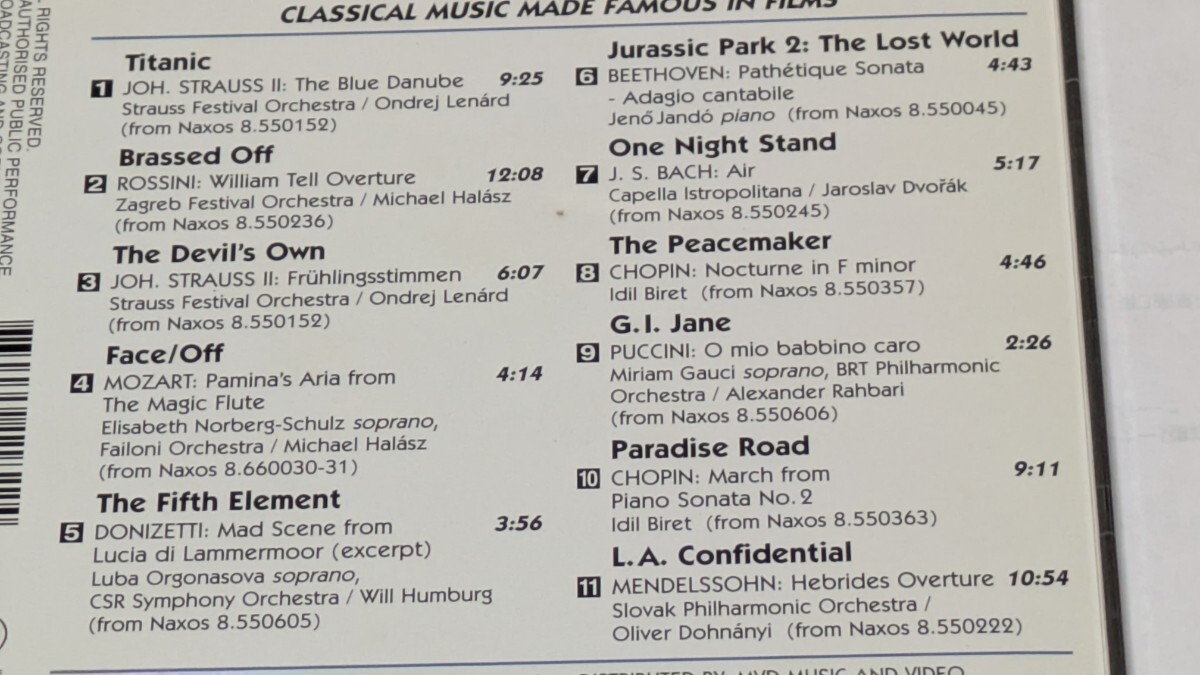 CLASSICAL MUSIC MADE FAMOUS IN FILMS
Titanic
1 JOH. STRAUSS II: The Blue Danube 9:25
Strauss Festival Orchestra / Ondrej Lenárd
(from Naxos 8.550152)
Brassed Off
2 ROSSINI: William Tell Overture 12:08
Zagreb Festival Orchestra / Michael Halász
(from Naxos 8.550236)
The Devil's Own
3 JOH. STRAUSS II: Frühlingsstimmen 6:07
Strauss Festival Orchestra / Ondrej Lenárd
(from Naxos 8.550152)
Face/Off
4 MOZART: Pamina's Aria from 4:14
The Magic Flute
Elisabeth Norberg-Schulz soprano,
Failoni Orchestra / Michael Halász
(from Naxos 8.660030-31)
The Fifth Element
5 DONIZETTI: Mad Scene from 3:56
Lucia di Lammermoor (excerpt)
Luba Orgonasova soprano,
CSR Symphony Orchestra / Will Humburg
(from Naxos 8.550605)
Jurassic Park 2: The Lost World
6 BEETHOVEN: Pathétique Sonata 4:43
- Adagio cantabile
Jenő Jandó piano (from Naxos 8.550045)
One Night Stand
7 J. S. BACH: Air 5:17
Capella Istropolitana / Jaroslav Dvořák
(from Naxos 8.550245)
The Peacemaker
8 CHOPIN: Nocturne in F minor 4:46
Idil Biret (from Naxos 8.550357)
G.I. Jane
9 PUCCINI: O mio babbino caro 2:26
Miriam Gauci soprano, BRT Philharmonic
Orchestra / Alexander Rahbari
(from Naxos 8.550606)
Paradise Road
10 CHOPIN: March from 9:11
Piano Sonata No. 2
Idil Biret (from Naxos 8.550363)
L.A. Confidential
11 MENDELSSOHN: Hebrides Overture 10:54
Slovak Philharmonic Orchestra /
Oliver Dohnányi (from Naxos 8.550222)
DISTRIBUTED BY MVD MUSIC AND VIDEO
RIGHTS RESERVED.
AUTHORISED PUBLIC PERFORMANCE,